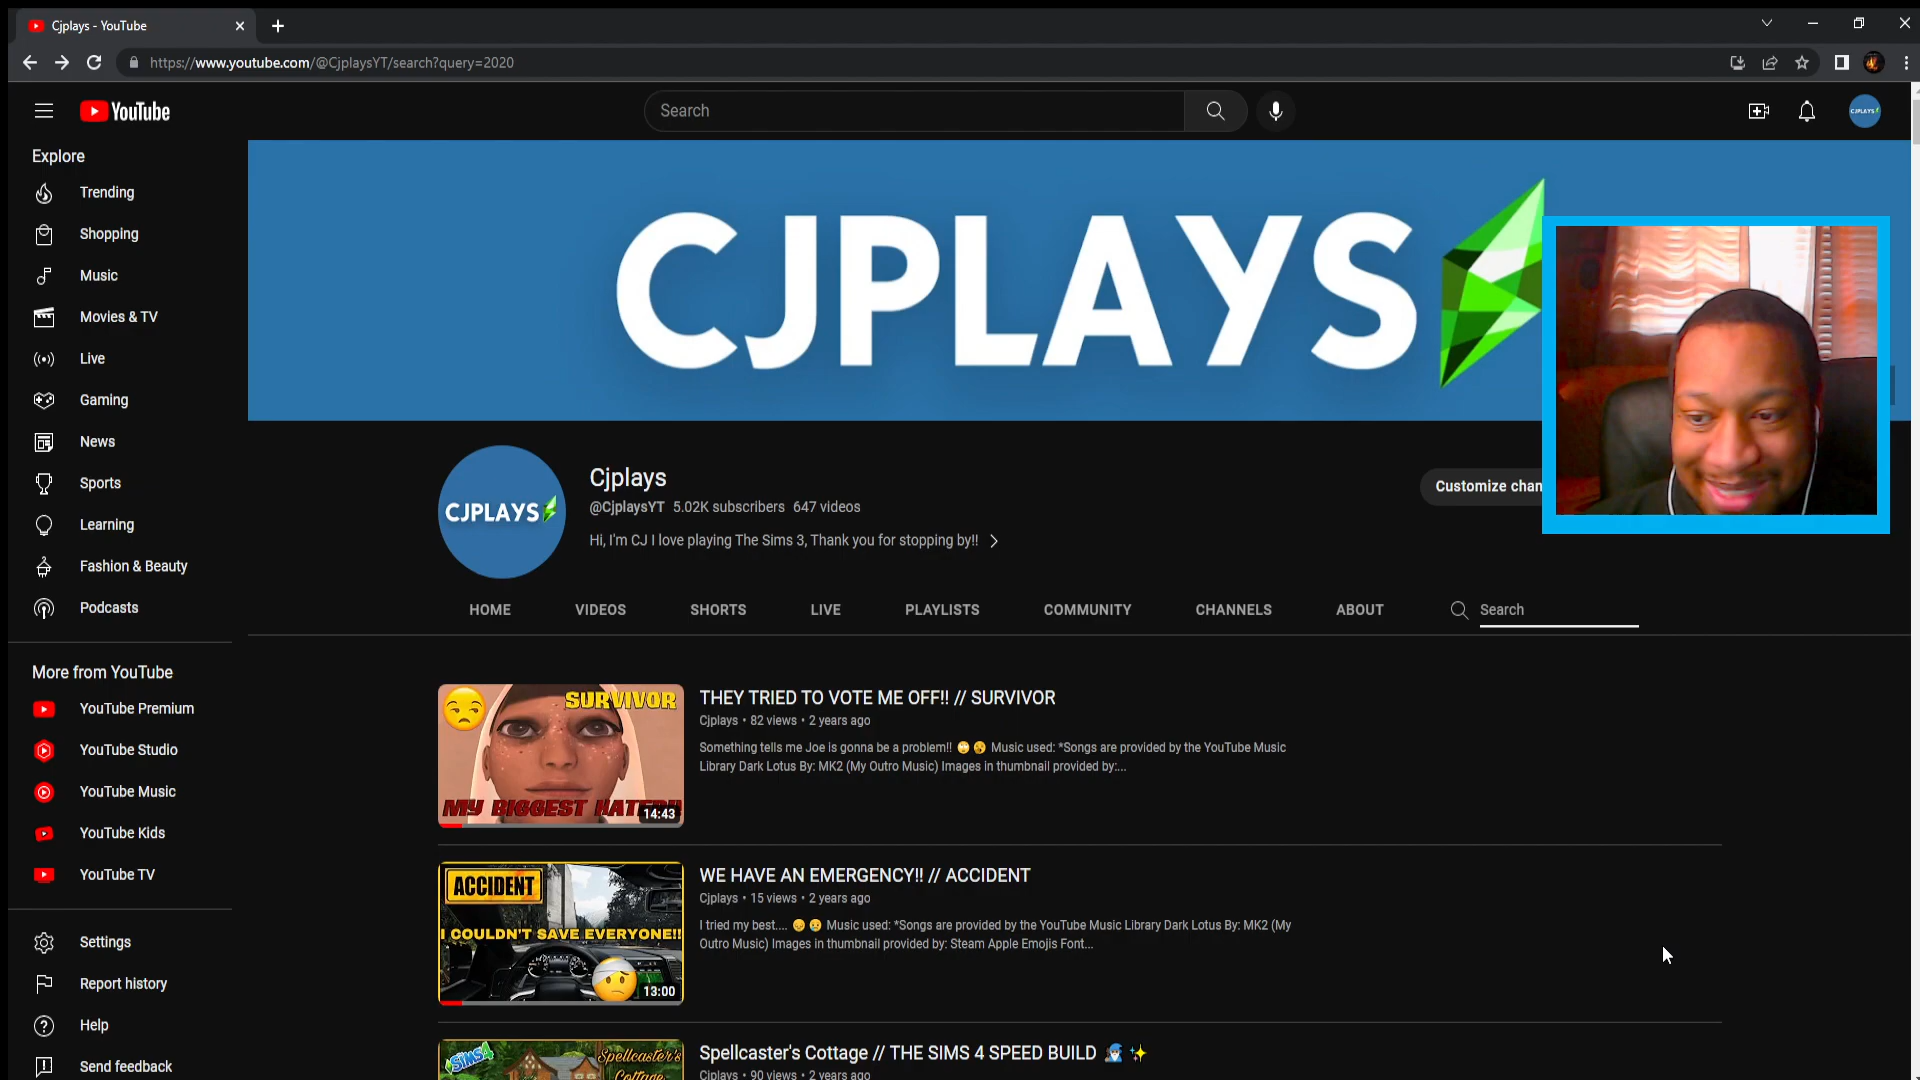 Cjplays - YouTube
https://www.youtube.com/@CjplaysYT/search?query=2020
YouTube
Search
CJPLAYS
Explore
Trending
Shopping
Music
Movies & TV
Live
Gaming
News
Sports
Learning
Fashion & Beauty
Podcasts
More from YouTube
YouTube Premium
YouTube Studio
YouTube Music
YouTube Kids
YouTube TV
Settings
Report history
Help
Send feedback
CJPLAYS
CJPLAYS
Cjplays
@CjplaysYT 5.02K subscribers 647 videos
Hi, I'm CJ I love playing The Sims 3, Thank you for stopping by!!
Customize chan
HOME VIDEOS SHORTS LIVE PLAYLISTS COMMUNITY CHANNELS ABOUT Search
SURVIVOR
MY BIGGEST HATER!!
14:43
THEY TRIED TO VOTE ME OFF!! // SURVIVOR
Cjplays • 82 views • 2 years ago
Something tells me Joe is gonna be a problem!! 🙄😵 Music used: *Songs are provided by the YouTube Music
Library Dark Lotus By: MK2 (My Outro Music) Images in thumbnail provided by:...
ACCIDENT
I COULDN'T SAVE EVERYONE!!
13:00
WE HAVE AN EMERGENCY!! // ACCIDENT
Cjplays • 15 views • 2 years ago
I tried my best.... 😞😢 Music used: *Songs are provided by the YouTube Music Library Dark Lotus By: MK2 (My
Outro Music) Images in thumbnail provided by: Steam Apple Emojis Font...
SIMS4
Spellcaster's
Cottage
Spellcaster's Cottage // THE SIMS 4 SPEED BUILD 🧙‍♂️✨
Cjplays • 90 views • 2 years ago